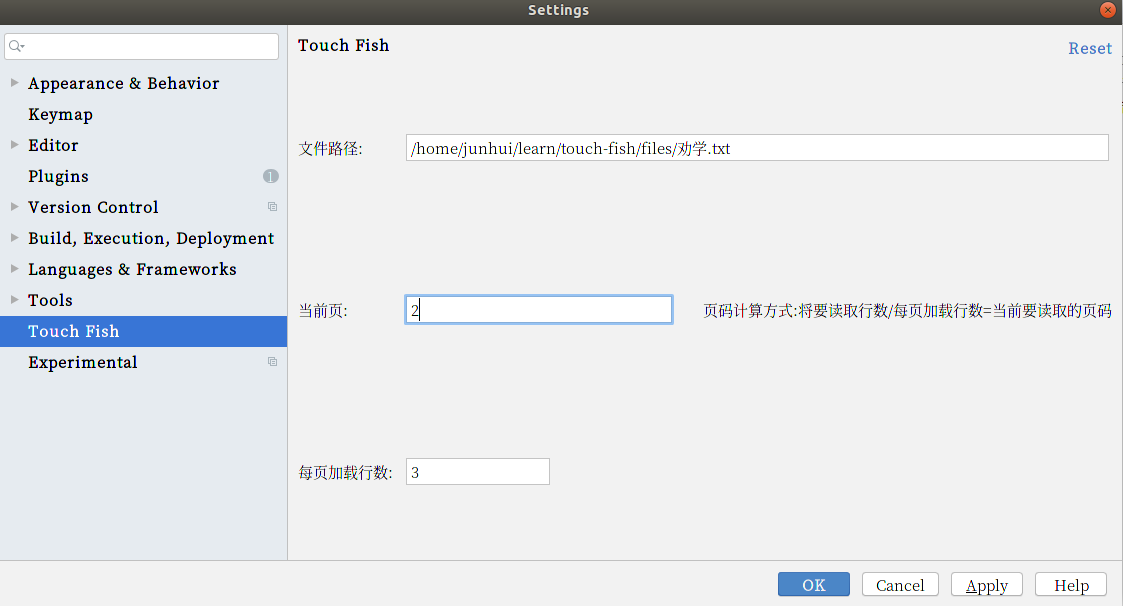 Settings
Touch Fish
Reset
Appearance & Behavior
Keymap
Editor
Plugins 1
Version Control
Build, Execution, Deployment
Languages & Frameworks
Tools
Touch Fish
Experimental
文件路径: /home/junhui/learn/touch-fish/files/劝学.txt
当前页: 2 页码计算方式:将要读取行数/每页加载行数=当前要读取的页码
每页加载行数: 3
OK Cancel Apply Help